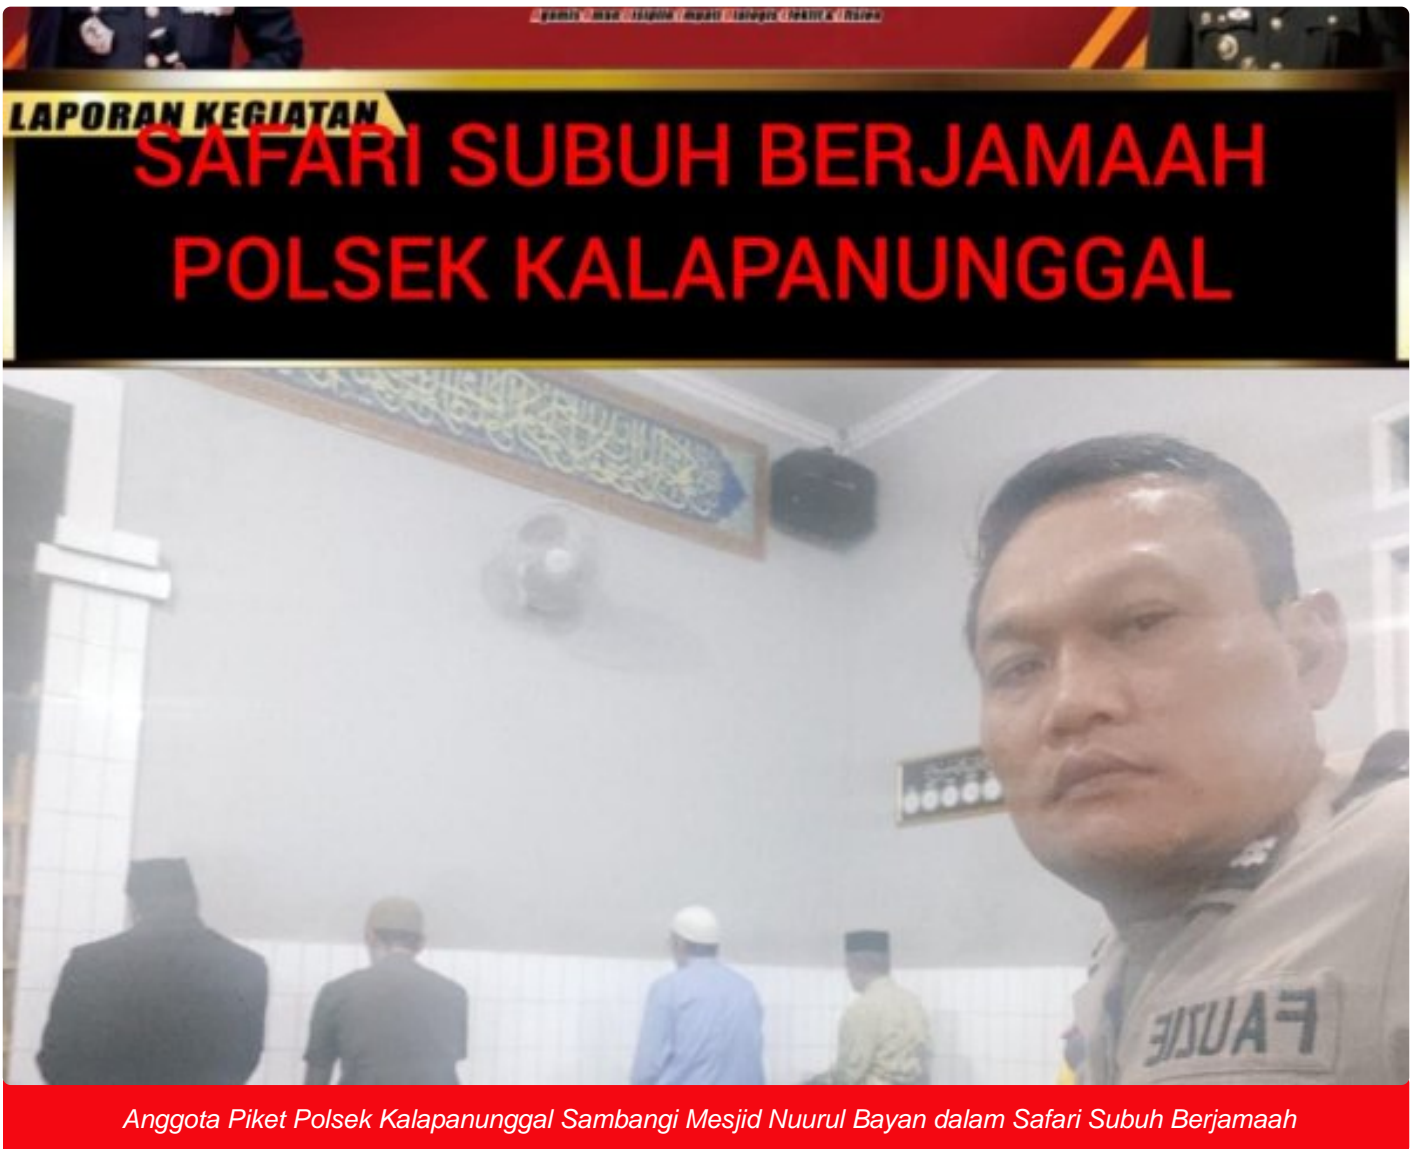 LAPORAN KEGIATAN
SAFARI SUBUH BERJAMAAH
POLSEK KALAPANUNGGAL
FAUZIE
Anggota Piket Polsek Kalapanunggal Sambangi Mesjid Nuurul Bayan dalam Safari Subuh Berjamaah